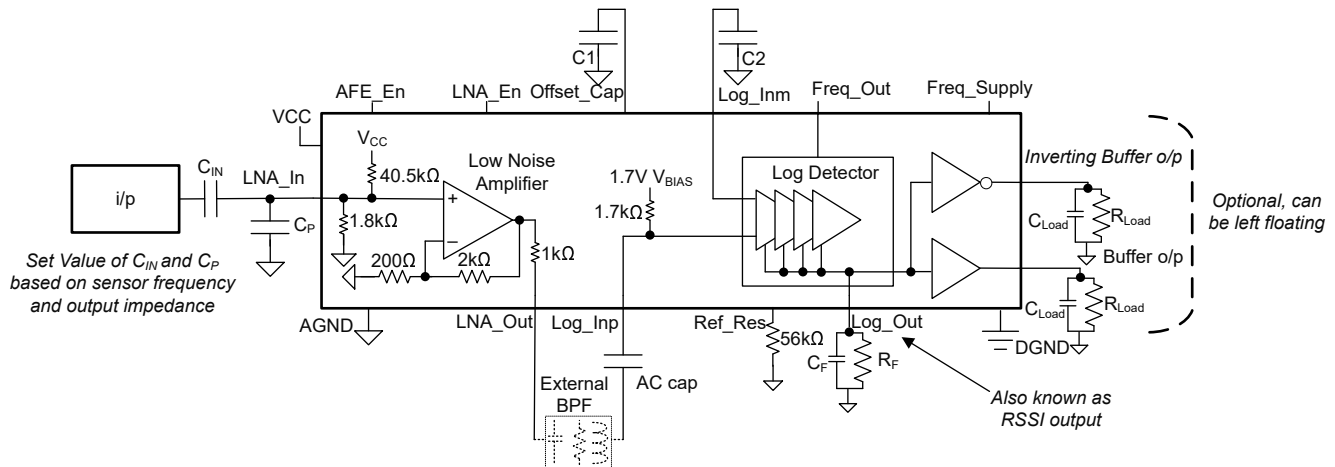 C1
C2
AFE_En
LNA_En
Offset_Cap
Log_Inm
Freq_Out
Freq_Supply
VCC
V_CC
40.5kΩ
Low Noise
Amplifier
1.7V V_BIAS
1.7kΩ
Log Detector
Inverting Buffer o/p
C_IN
LNA_In
i/p
C_P
1.8kΩ
+
−
200Ω
2kΩ
1kΩ
C_Load
R_Load
Buffer o/p
C_Load
R_Load
Optional, can
be left floating
Set Value of C_IN and C_P
based on sensor frequency
and output impedance
AGND
LNA_Out
Log_Inp
Ref_Res
Log_Out
DGND
56kΩ
C_F
R_F
AC cap
External
BPF
Also known as
RSSI output